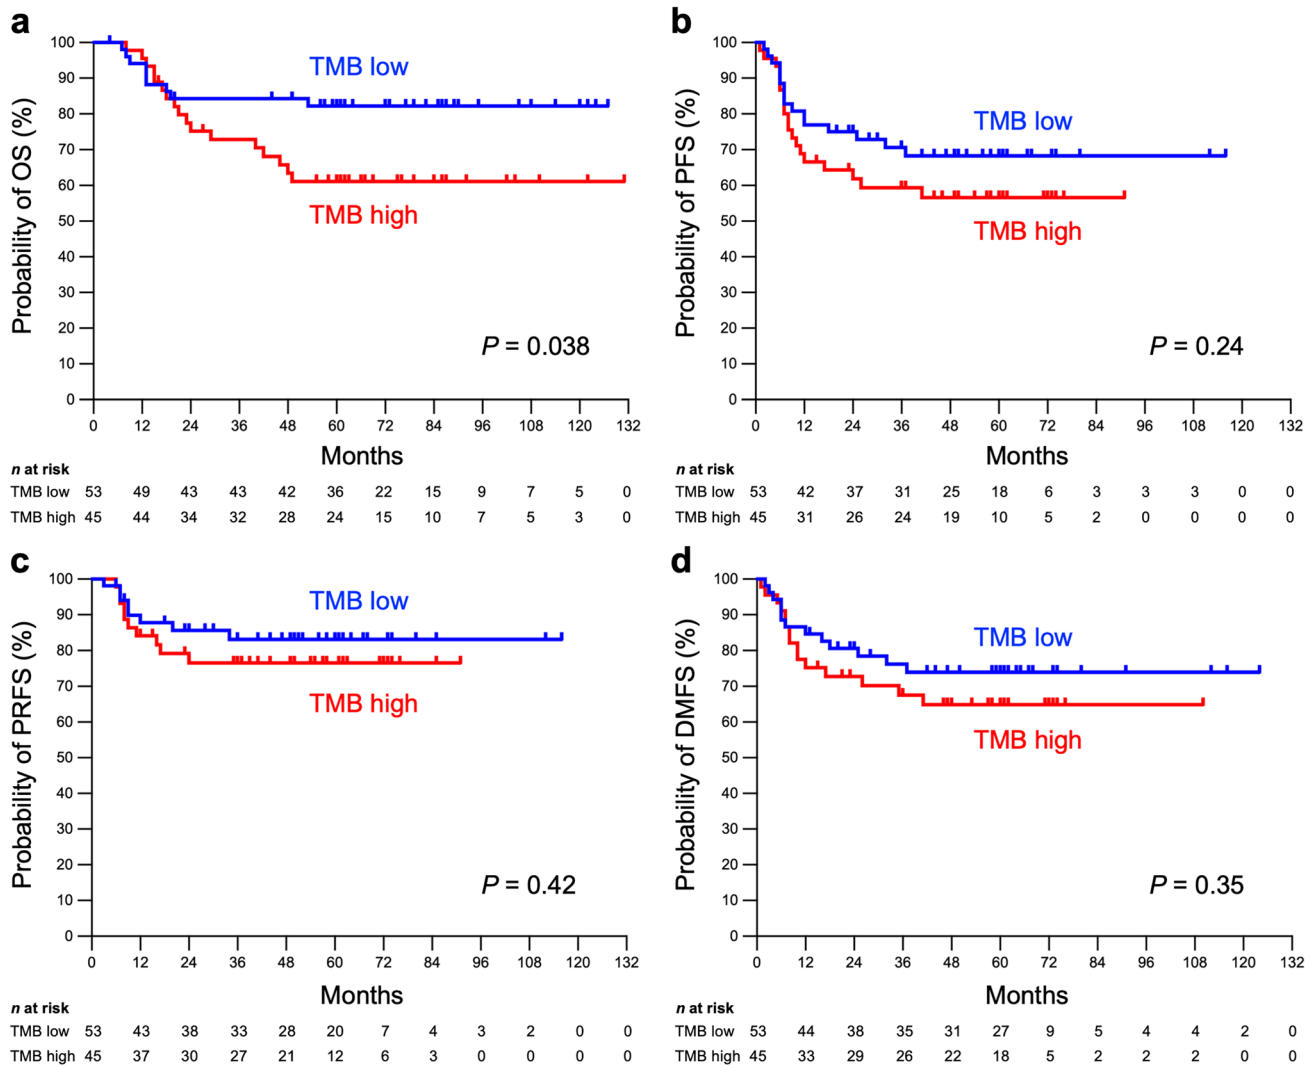 a
100
90
80
70
60
50
40
30
20
10
0
Probability of OS (%)
TMB low
TMB high
P = 0.038
0 12 24 36 48 60 72 84 96 108 120 132
Months
n at risk
TMB low 53 49 43 43 42 36 22 15 9 7 5 0
TMB high 45 44 34 32 28 24 15 10 7 5 3 0
b
100
90
80
70
60
50
40
30
20
10
0
Probability of PFS (%)
TMB low
TMB high
P = 0.24
0 12 24 36 48 60 72 84 96 108 120 132
Months
n at risk
TMB low 53 42 37 31 25 18 6 3 3 3 0 0
TMB high 45 31 26 24 19 10 5 2 0 0 0 0
c
100
90
80
70
60
50
40
30
20
10
0
Probability of PRFS (%)
TMB low
TMB high
P = 0.42
0 12 24 36 48 60 72 84 96 108 120 132
Months
n at risk
TMB low 53 43 38 33 28 20 7 4 3 2 0 0
TMB high 45 37 30 27 21 12 6 3 0 0 0 0
d
100
90
80
70
60
50
40
30
20
10
0
Probability of DMFS (%)
TMB low
TMB high
P = 0.35
0 12 24 36 48 60 72 84 96 108 120 132
Months
n at risk
TMB low 53 44 38 35 31 27 9 5 4 4 2 0
TMB high 45 33 29 26 22 18 5 2 2 2 0 0